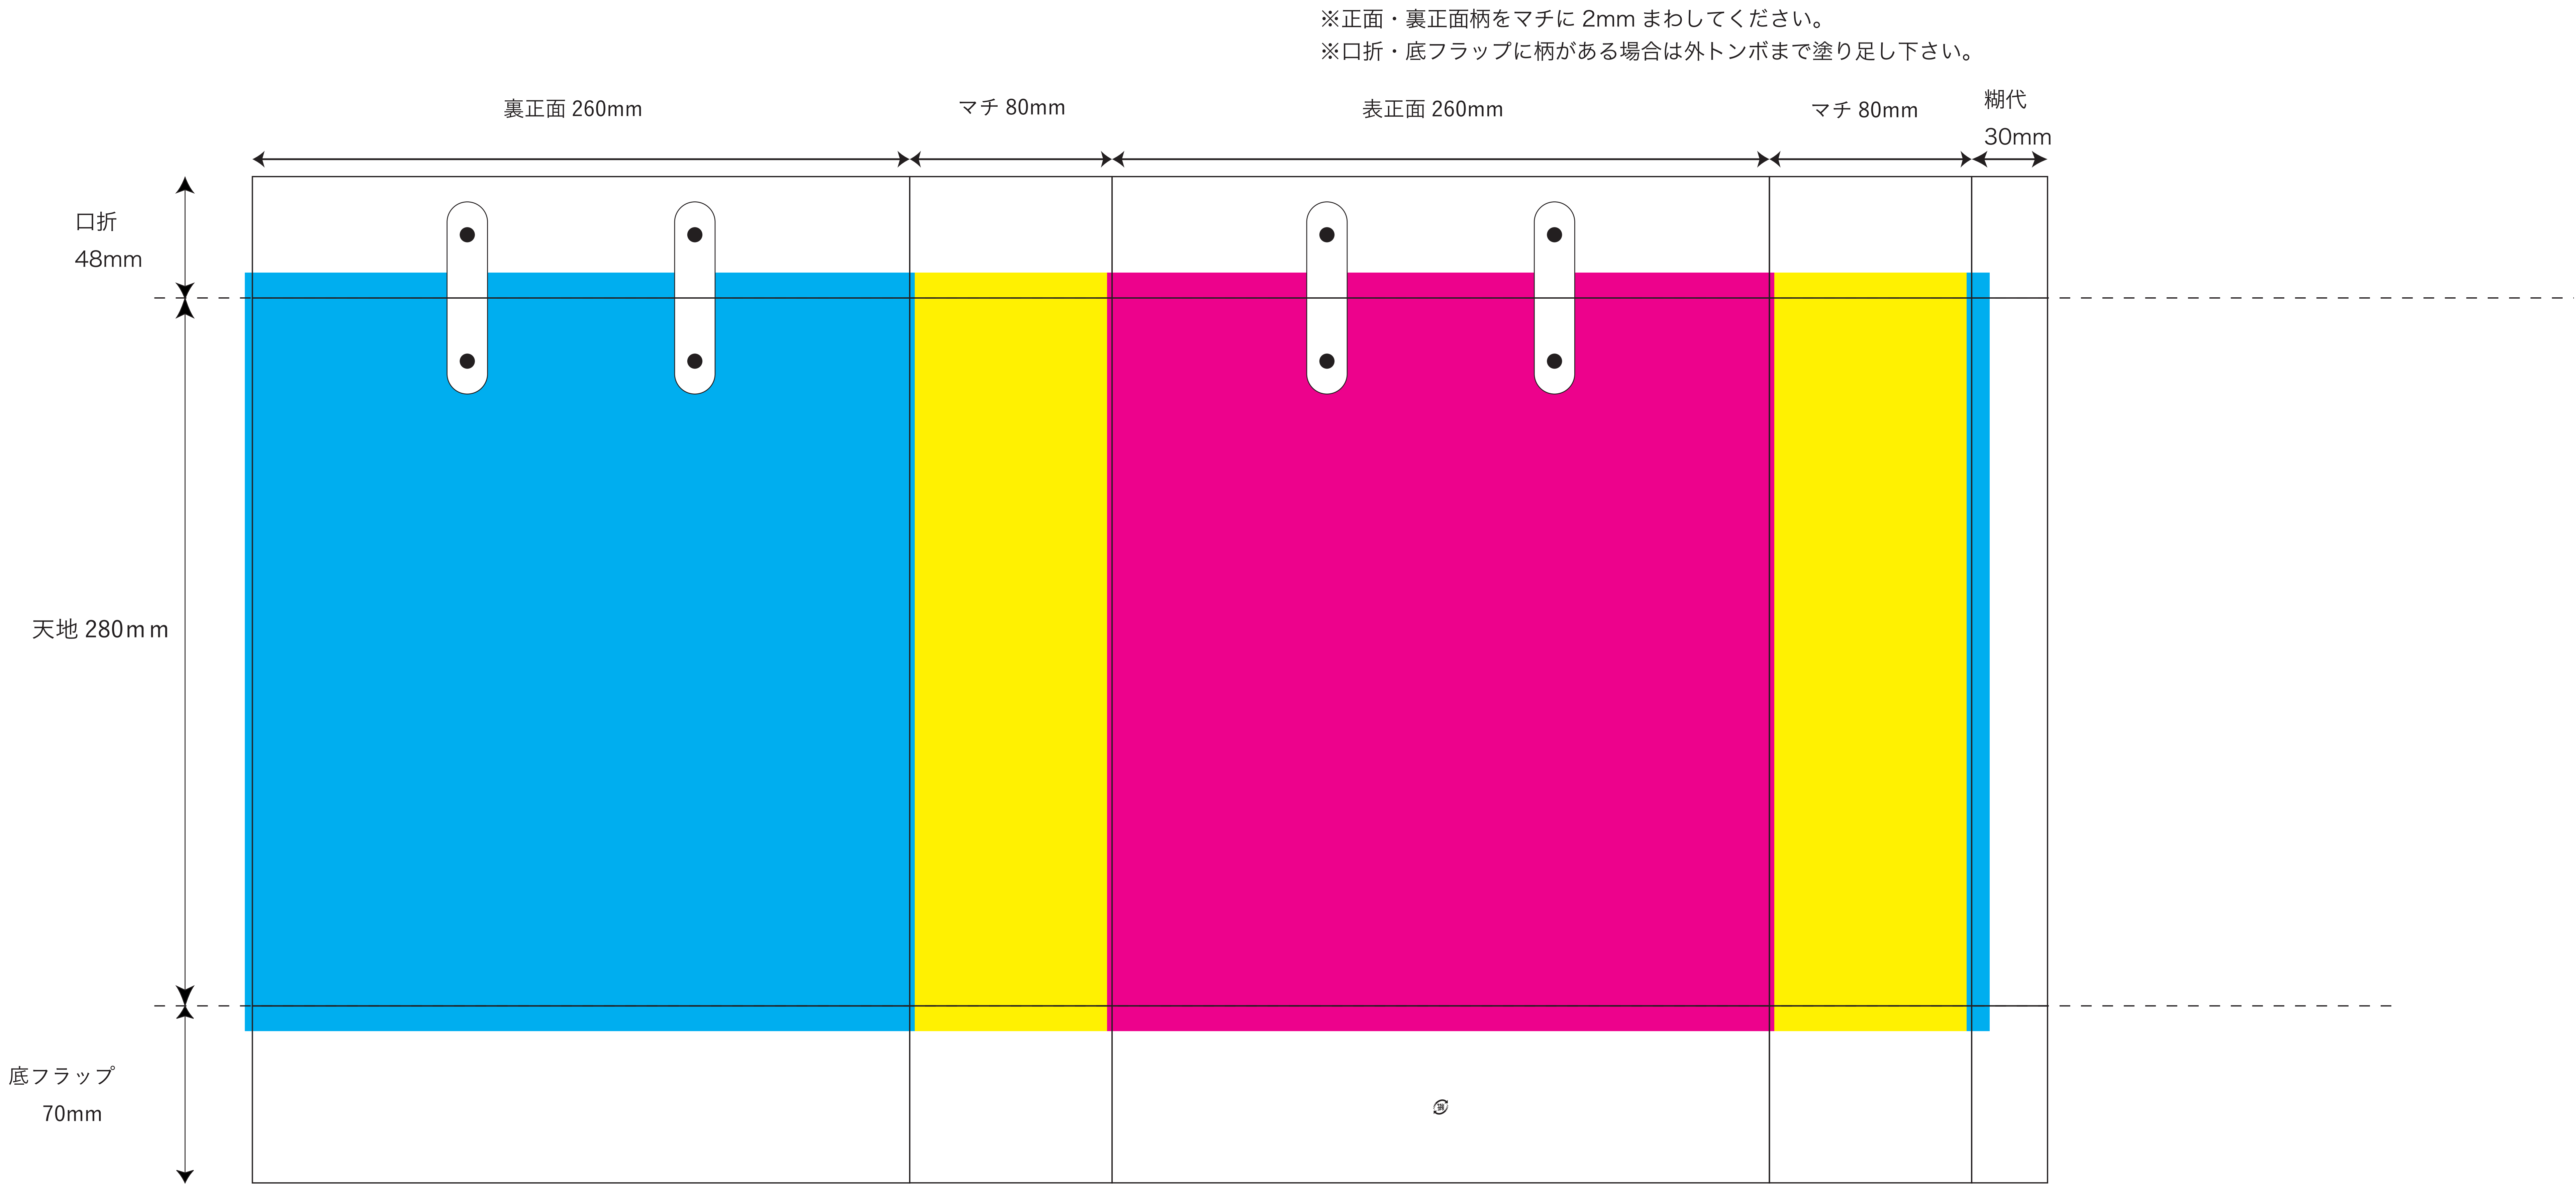 ※正面・裏正面柄をマチに 2mm まわしてください。
※口折・底フラップに柄がある場合は外トンボまで塗り足し下さい。
裏正面 260mm
マチ 80mm
表正面 260mm
マチ 80mm
糊代
30mm
口折
48mm
天地 280mm
底フラップ
70mm